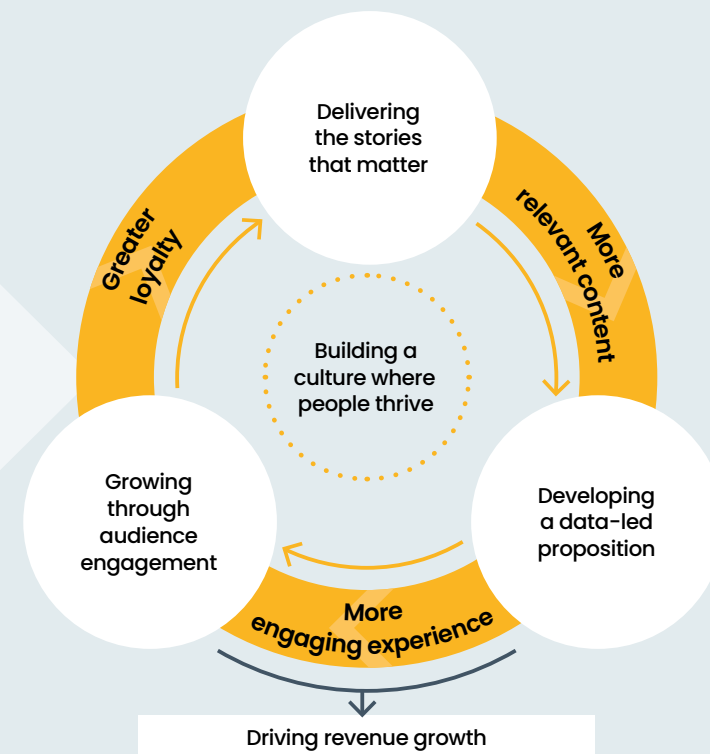 Delivering
the stories
that matter
More
relevant content
Developing
a data-led
proposition
More
engaging experience
Growing
through
audience
engagement
Greater
loyalty
Building a
culture where
people thrive
Driving revenue growth